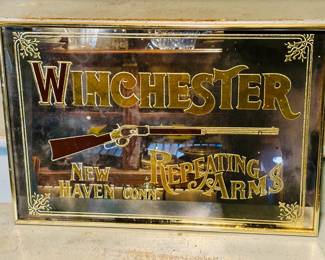 WINCHESTER
NEW HAVEN CONN.
REPEATING ARMS